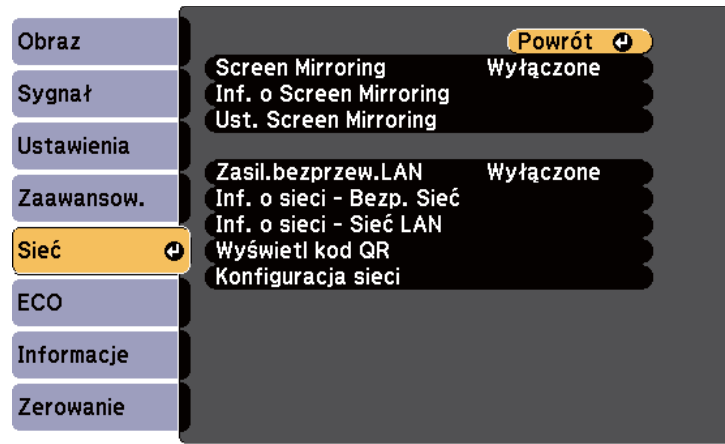 Obraz
Sygnał
Ustawienia
Zaawansow.
Sieć
ECO
Informacje
Zerowanie
Powrót
Screen Mirroring Wyłączone
Inf. o Screen Mirroring
Ust. Screen Mirroring
Zasil.bezprzew.LAN Wyłączone
Inf. o sieci - Bezp. Sieć
Inf. o sieci - Sieć LAN
Wyświetl kod QR
Konfiguracja sieci